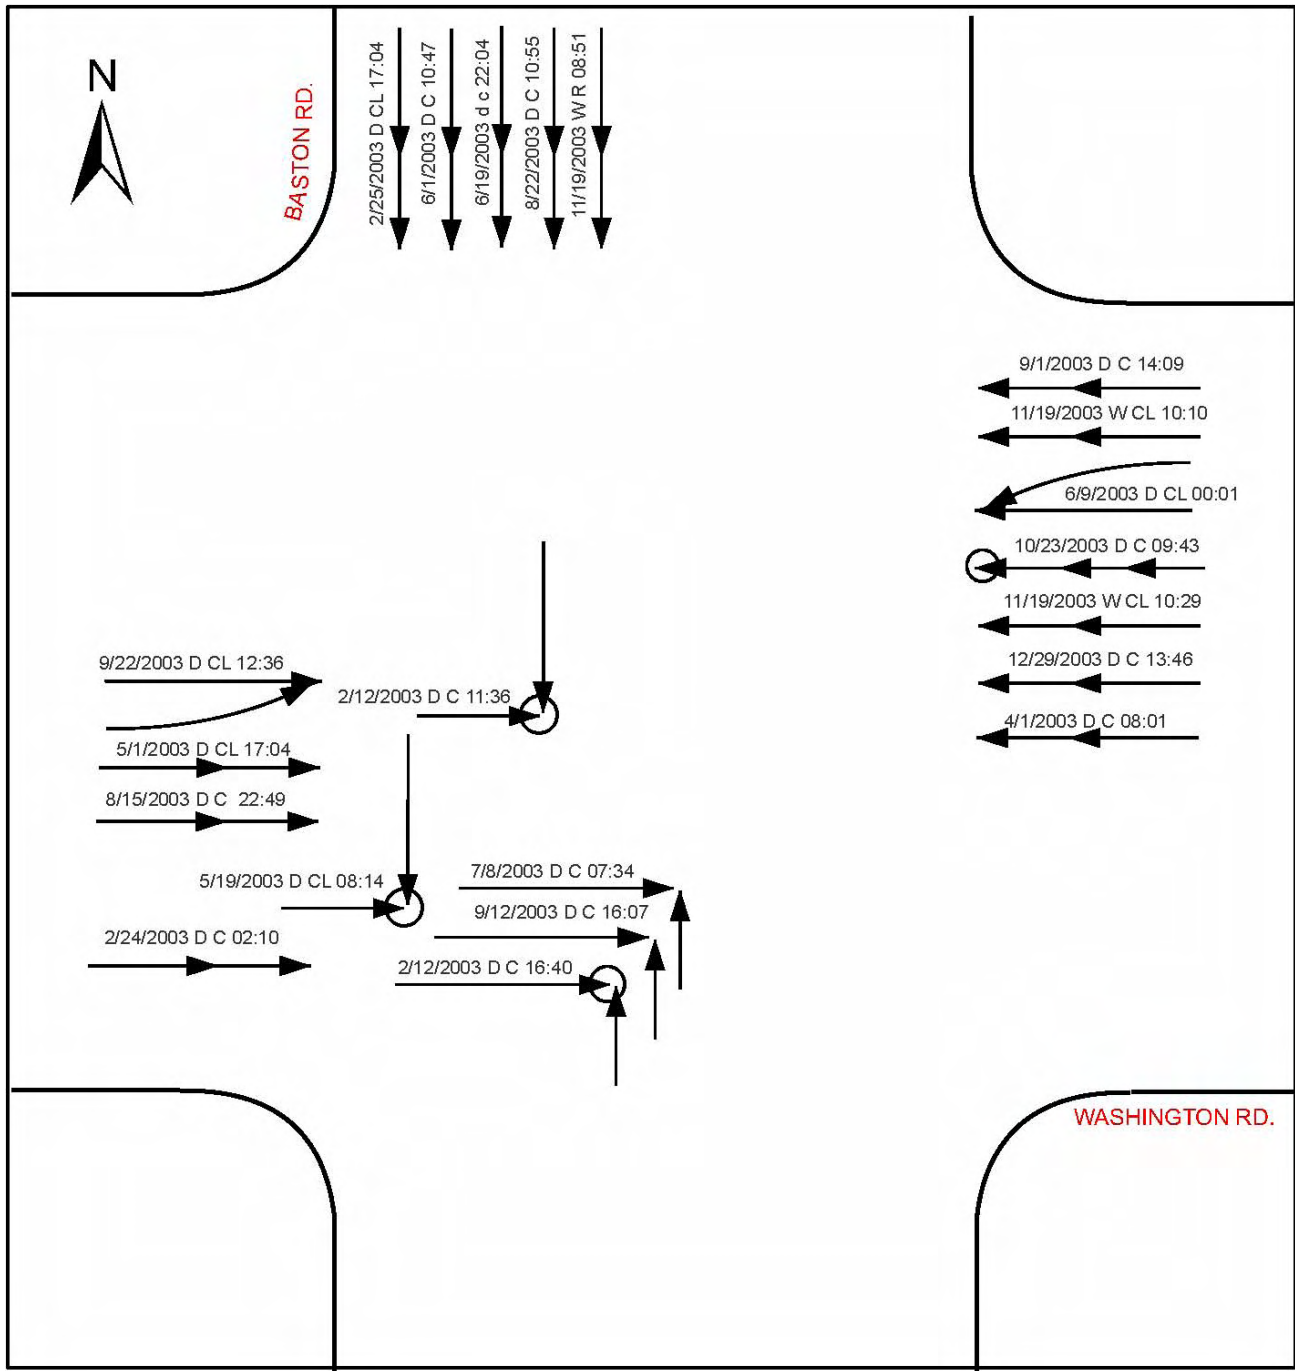 N
BASTON RD.
2/25/2003 D CL 17:04
6/1/2003 D C 10:47
6/19/2003 d c 22:04
8/22/2003 D C 10:55
11/19/2003 W R 08:51
9/1/2003 D C 14:09
11/19/2003 W CL 10:10
6/9/2003 D CL 00:01
10/23/2003 D C 09:43
11/19/2003 W CL 10:29
12/29/2003 D C 13:46
4/1/2003 D C 08:01
9/22/2003 D CL 12:36
2/12/2003 D C 11:36
5/1/2003 D CL 17:04
8/15/2003 D C 22:49
5/19/2003 D CL 08:14
7/8/2003 D C 07:34
9/12/2003 D C 16:07
2/24/2003 D C 02:10
2/12/2003 D C 16:40
WASHINGTON RD.